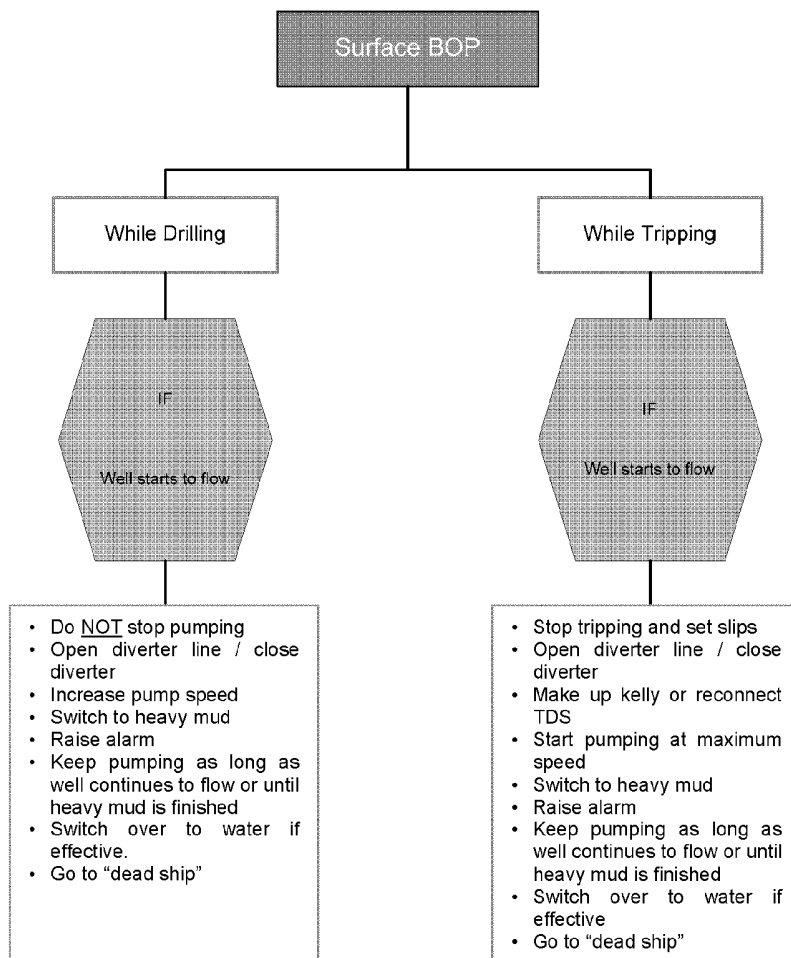 Surface BOP
While Drilling
IF
Well starts to flow
• Do NOT stop pumping
• Open diverter line / close
diverter
• Increase pump speed
• Switch to heavy mud
• Raise alarm
• Keep pumping as long as
well continues to flow or until
heavy mud is finished
• Switch over to water if
effective.
• Go to “dead ship”
While Tripping
IF
Well starts to flow
• Stop tripping and set slips
• Open diverter line / close
diverter
• Make up kelly or reconnect
TDS
• Start pumping at maximum
speed
• Switch to heavy mud
• Raise alarm
• Keep pumping as long as
well continues to flow or until
heavy mud is finished
• Switch over to water if
effective
• Go to “dead ship”